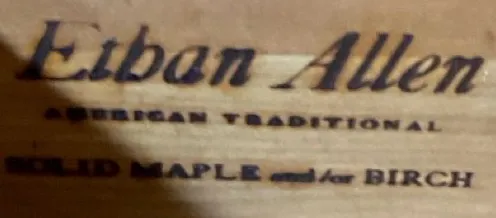 Ethan Allen
AMERICAN TRADITIONAL
SOLID MAPLE and/or BIRCH